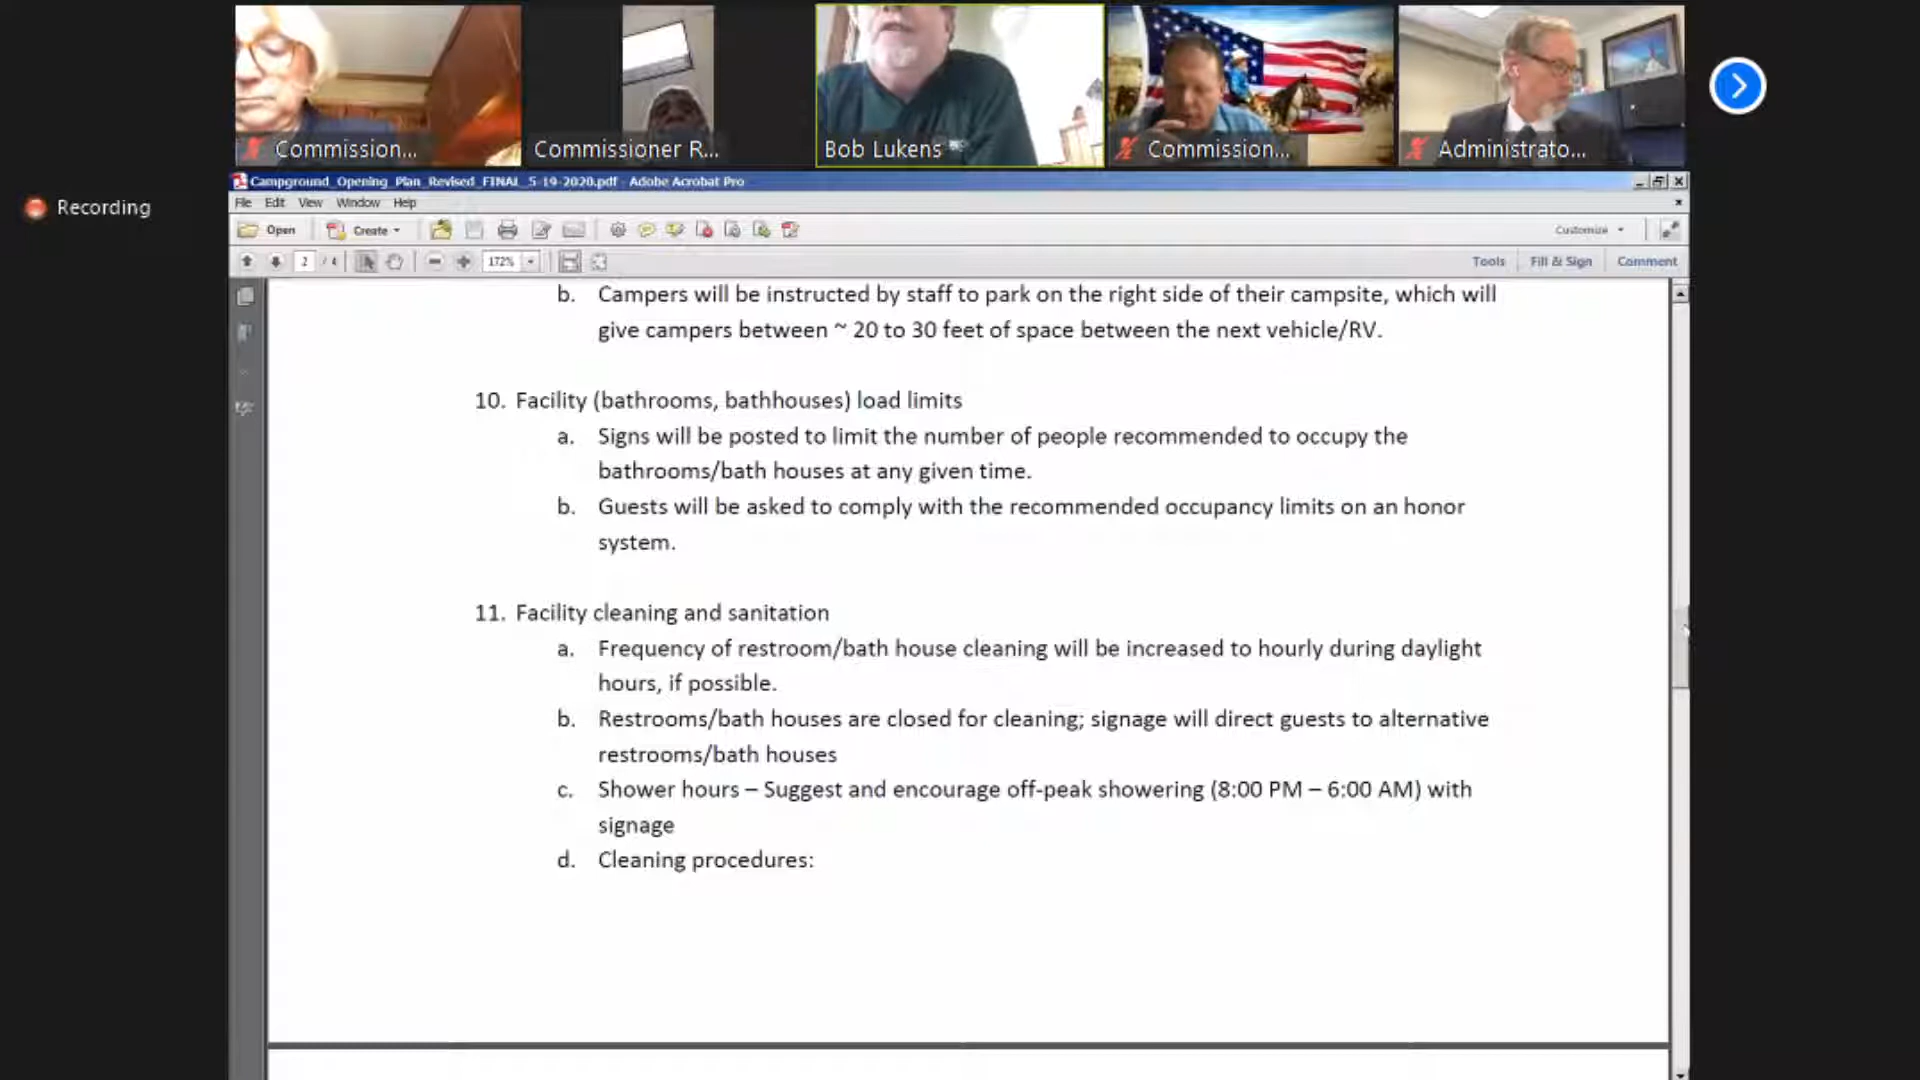 Commission...
Commissioner R...
Bob Lukens
Commission...
Administrato...
Recording
Campground_Opening_Plan_Revised_FINAL_5-19-2020.pdf - Adobe Acrobat Pro
File Edit View Window Help
Open Create Customize
2 / 4 172% Tools Fill & Sign Comment
b. Campers will be instructed by staff to park on the right side of their campsite, which will
give campers between ~ 20 to 30 feet of space between the next vehicle/RV.
10. Facility (bathrooms, bathhouses) load limits
a. Signs will be posted to limit the number of people recommended to occupy the
bathrooms/bath houses at any given time.
b. Guests will be asked to comply with the recommended occupancy limits on an honor
system.
11. Facility cleaning and sanitation
a. Frequency of restroom/bath house cleaning will be increased to hourly during daylight
hours, if possible.
b. Restrooms/bath houses are closed for cleaning; signage will direct guests to alternative
restrooms/bath houses
c. Shower hours – Suggest and encourage off-peak showering (8:00 PM – 6:00 AM) with
signage
d. Cleaning procedures: